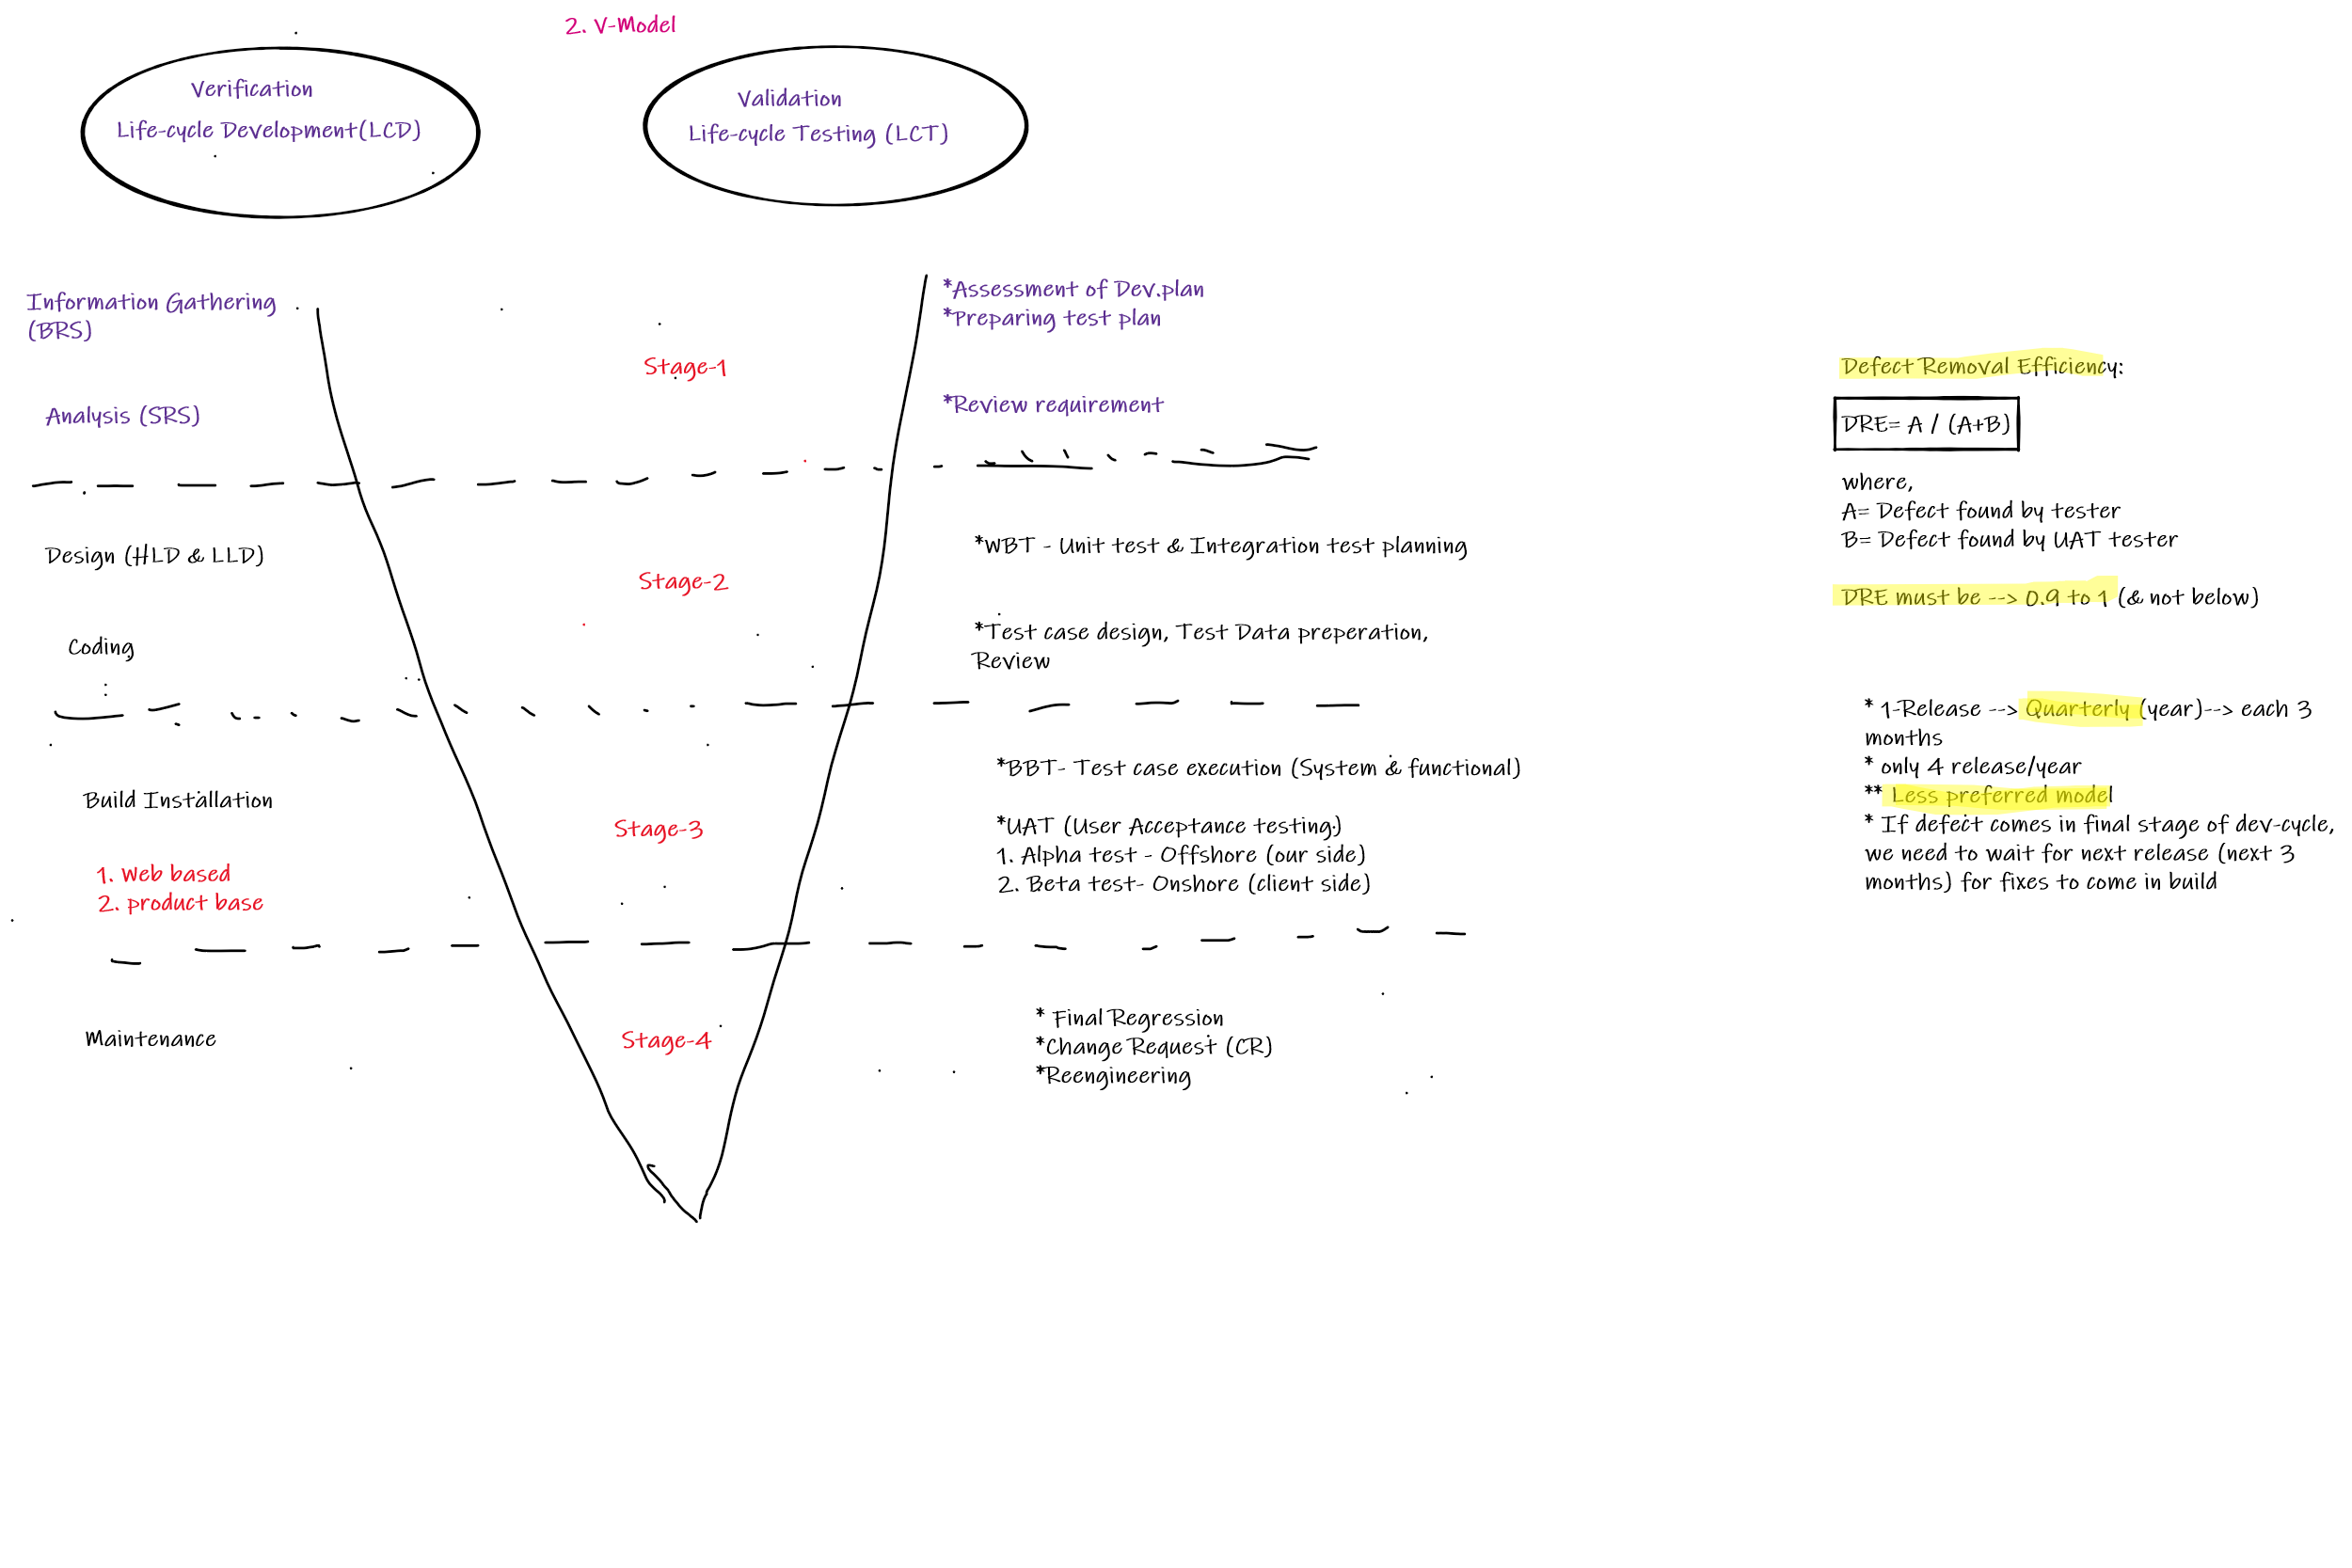 2. V-Model
Verification
Life-cycle Development(LCD)
Validation
Life-cycle Testing (LCT)
Information Gathering
(BRS)
Analysis (SRS)
Stage-1
*Assessment of Dev.plan
*Preparing test plan
*Review requirement
Design (HLD & LLD)
Coding
Stage-2
*WBT - Unit test & Integration test planning
*Test case design, Test Data preperation,
Review
Build Installation
1. Web based
2. product base
Stage-3
*BBT- Test case execution (System & functional)
*UAT (User Acceptance testing)
1. Alpha test - Offshore (our side)
2. Beta test- Onshore (client side)
Maintenance
Stage-4
* Final Regression
*Change Request (CR)
*Reengineering
Defect Removal Efficiency:
DRE= A / (A+B)
where,
A= Defect found by tester
B= Defect found by UAT tester
DRE must be --> 0.9 to 1 (& not below)
* 1-Release --> Quarterly (year)--> each 3
months
* only 4 release/year
** Less preferred model
* If defect comes in final stage of dev-cycle,
we need to wait for next release (next 3
months) for fixes to come in build